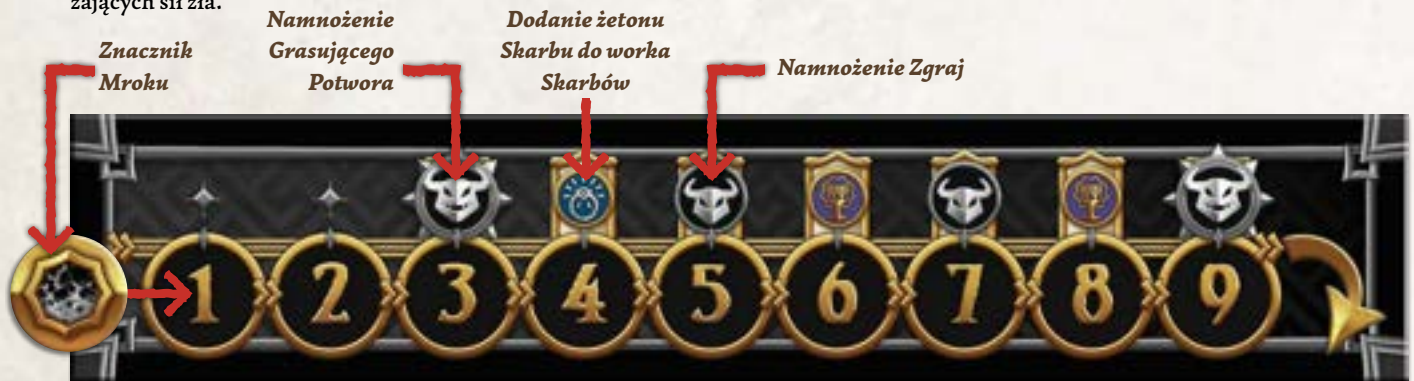 żających sił zła.
Znacznik
Mroku
Namnożenie
Grasującego
Potwora
Dodanie żetonu
Skarbu do worka
Skarbów
Namnożenie Zgraj
1 2 3 4 5 6 7 8 9